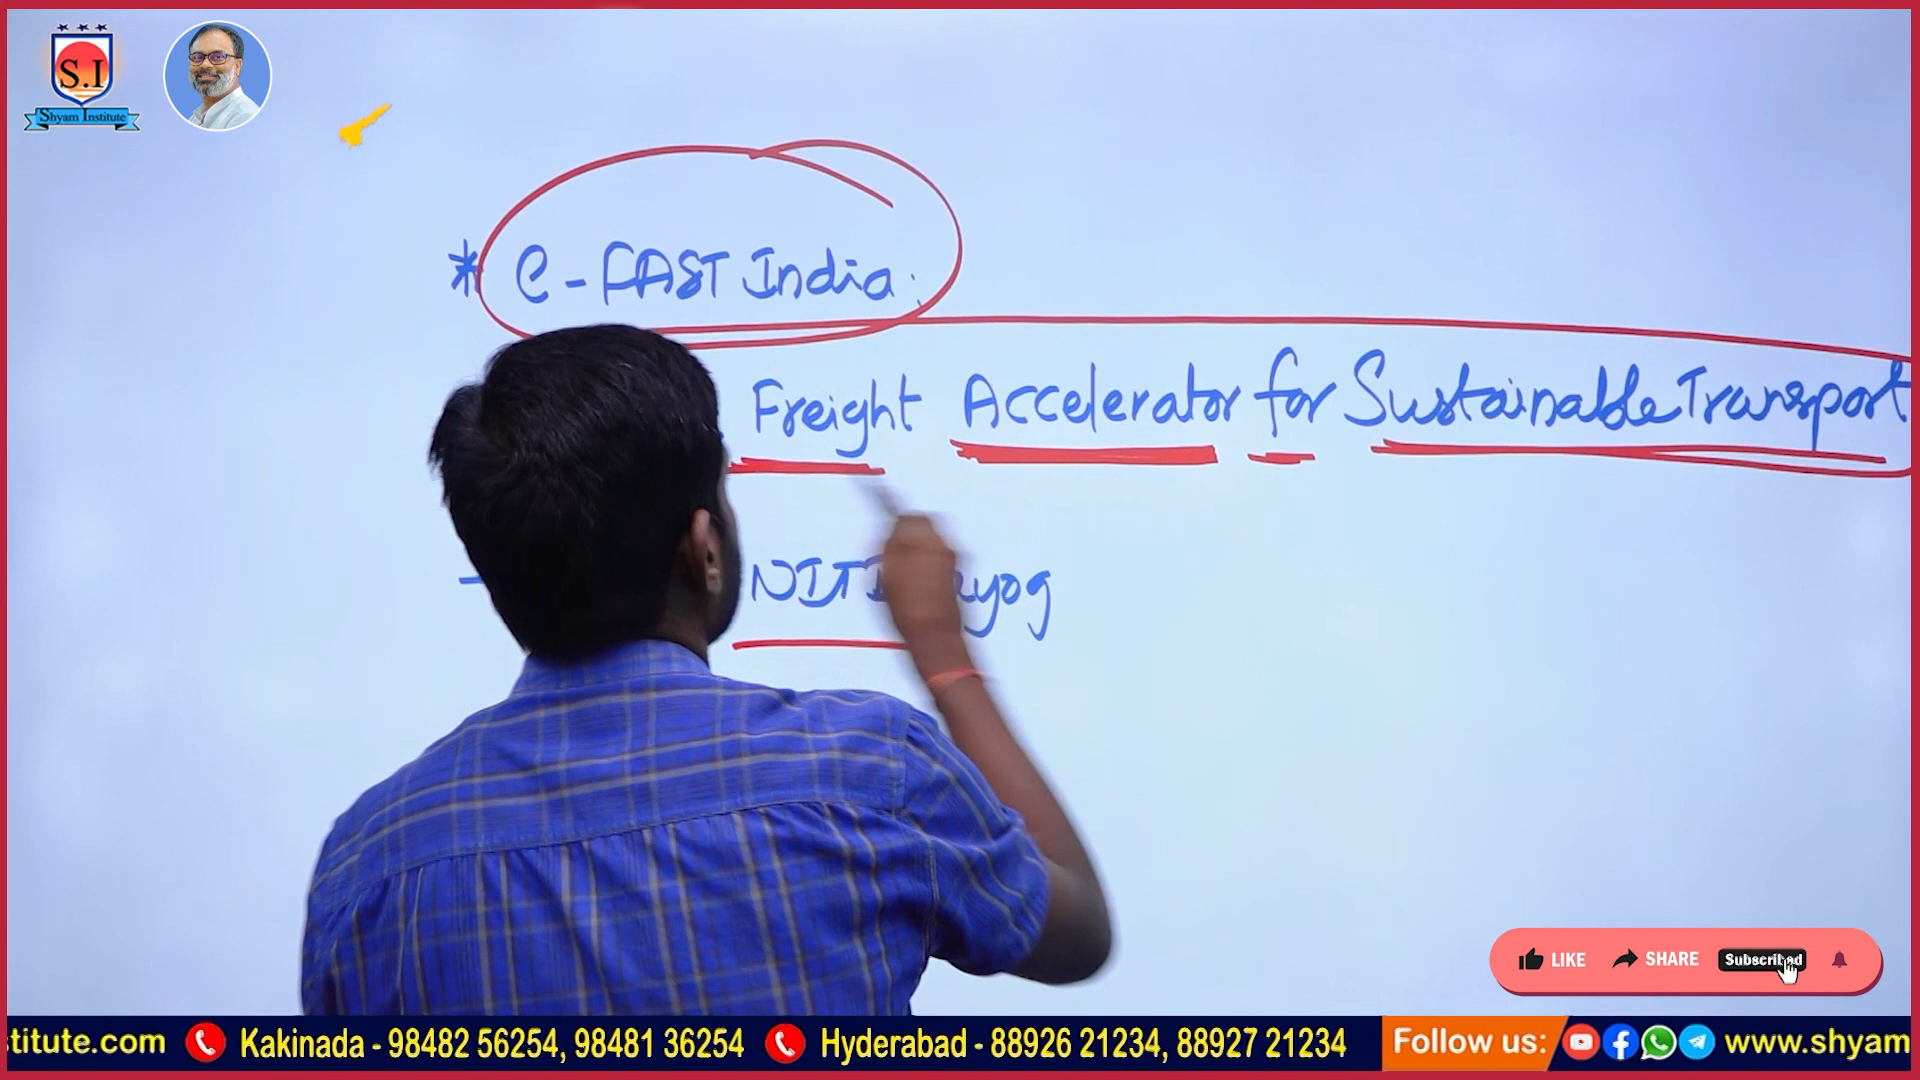 S.I
Shyam Institute
* e-FAST India
Freight Accelerator for Sustainable Transport
NITI
LIKE SHARE Subscribed
titute.com Kakinada - 98482 56254, 98481 36254 Hyderabad - 88926 21234, 88927 21234 Follow us: www.shyam